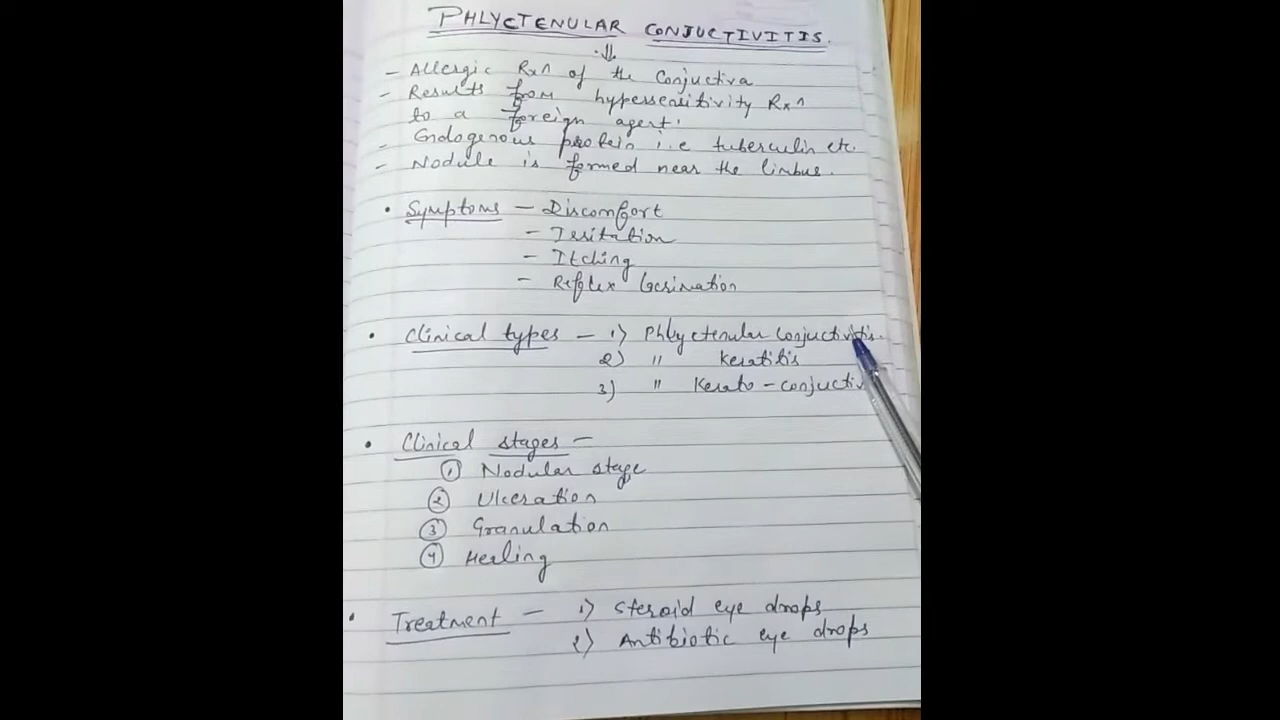 PHLYCTENULAR CONJUCTIVITIS.
⇓
- Allergic Rxn of the Conjuctiva
- Results from hypersensitivity Rxn
to a foreign agent.
- Endogenous protein i.e tuberculin etc.
- Nodule is formed near the limbus.
• Symptoms - Discomfort
- Irritation
- Itching
- Reflex lacrimation
• Clinical types - 1) Phlyctenular Conjuctivitis.
2) " Keratitis
3) " Kerato-conjuctiv
• Clinical stages -
① Nodular stage
② Ulceration
③ Granulation
④ Healing
• Treatment - 1) Steroid eye drops
2) Antibiotic eye drops